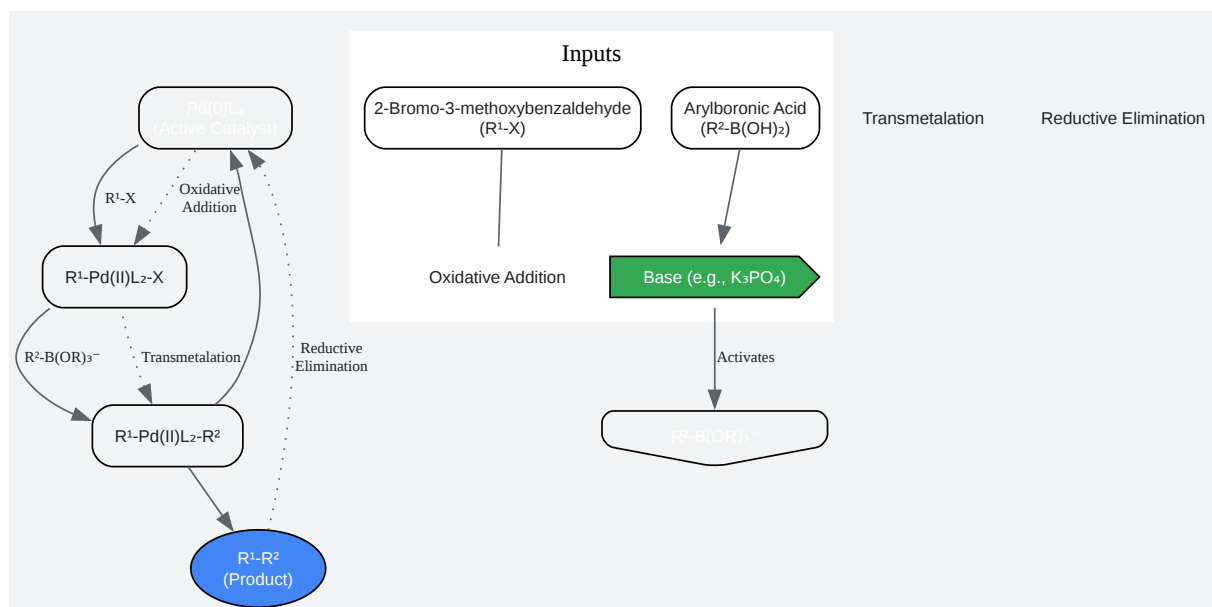 Inputs
Pd(0)L₂
(Active Catalyst)
2-Bromo-3-methoxybenzaldehyde
(R¹-X)
Arylboronic Acid
(R²-B(OH)₂)
Transmetalation
Reductive Elimination
R¹-X
Oxidative
Addition
R¹-Pd(II)L₂-X
Oxidative Addition
Base (e.g., K₃PO₄)
R²-B(OR)₃⁻
Transmetalation
Reductive
Elimination
Activates
R¹-Pd(II)L₂-R²
R²-B(OR)₃⁻
R¹-R²
(Product)